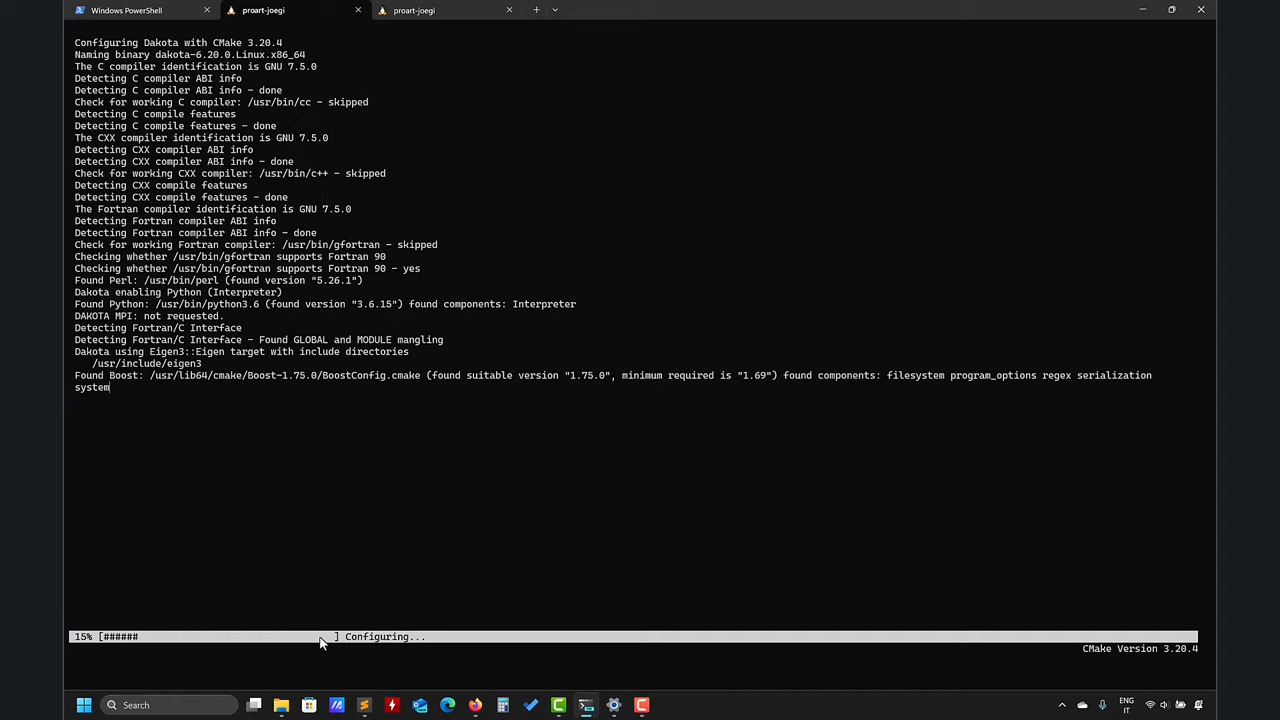 Windows PowerShell
proart-joegi
proart-joegi
Configuring Dakota with CMake 3.20.4
Naming binary dakota-6.20.0.Linux.x86_64
The C compiler identification is GNU 7.5.0
Detecting C compiler ABI info
Detecting C compiler ABI info - done
Check for working C compiler: /usr/bin/cc - skipped
Detecting C compile features
Detecting C compile features - done
The CXX compiler identification is GNU 7.5.0
Detecting CXX compiler ABI info
Detecting CXX compiler ABI info - done
Check for working CXX compiler: /usr/bin/c++ - skipped
Detecting CXX compile features
Detecting CXX compile features - done
The Fortran compiler identification is GNU 7.5.0
Detecting Fortran compiler ABI info
Detecting Fortran compiler ABI info - done
Check for working Fortran compiler: /usr/bin/gfortran - skipped
Checking whether /usr/bin/gfortran supports Fortran 90
Checking whether /usr/bin/gfortran supports Fortran 90 - yes
Found Perl: /usr/bin/perl (found version "5.26.1")
Dakota enabling Python (Interpreter)
Found Python: /usr/bin/python3.6 (found version "3.6.15") found components: Interpreter
DAKOTA MPI: not requested.
Detecting Fortran/C Interface
Detecting Fortran/C Interface - Found GLOBAL and MODULE mangling
Dakota using Eigen3::Eigen target with include directories
/usr/include/eigen3
Found Boost: /usr/lib64/cmake/Boost-1.75.0/BoostConfig.cmake (found suitable version "1.75.0", minimum required is "1.69") found components: filesystem program_options regex serialization
system
15% [###### ] Configuring...
CMake Version 3.20.4
Search
ENG
IT